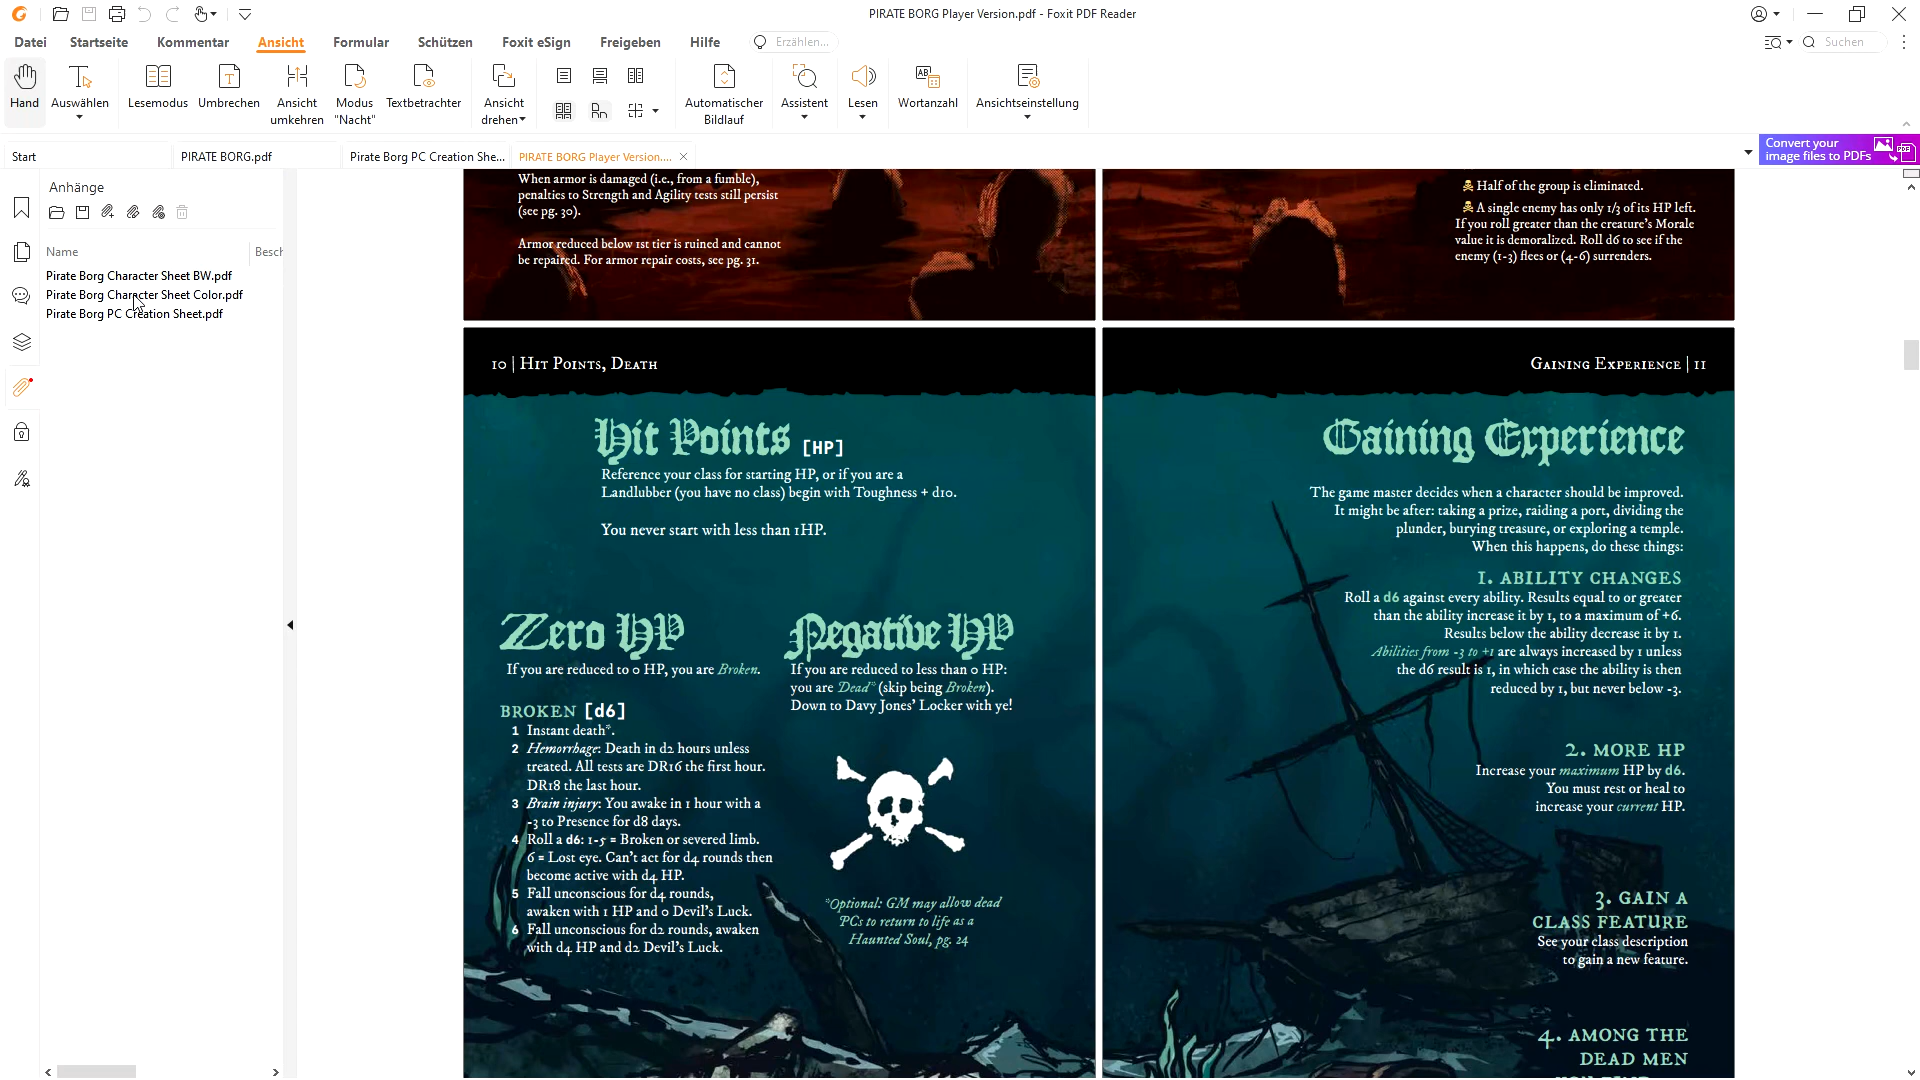 PIRATE BORG Player Version.pdf - Foxit PDF Reader
Datei Startseite Kommentar Ansicht Formular Schützen Foxit eSign Freigeben Hilfe Erzählen... Suchen
Hand Auswählen Lesemodus Umbrechen Ansicht umkehren Modus "Nacht" Textbetrachter Ansicht drehen Automatischer Bildlauf Assistent Lesen Wortanzahl Ansichtseinstellung
Start PIRATE BORG.pdf Pirate Borg PC Creation She... PIRATE BORG Player Version....
Convert your
image files to PDFs
Anhänge
Name Besch
Pirate Borg Character Sheet BW.pdf
Pirate Borg Character Sheet Color.pdf
Pirate Borg PC Creation Sheet.pdf
When armor is damaged (i.e., from a fumble),
penalties to Strength and Agility tests still persist
(see pg. 30).
Armor reduced below 1st tier is ruined and cannot
be repaired. For armor repair costs, see pg. 31.
Half of the group is eliminated.
A single enemy has only 1/3 of its HP left.
If you roll greater than the creature's Morale
value it is demoralized. Roll d6 to see if the
enemy (1-3) flees or (4-6) surrenders.
10 | Hit Points, Death
Hit Points [HP]
Reference your class for starting HP, or if you are a
Landlubber (you have no class) begin with Toughness + d10.
You never start with less than 1HP.
Zero HP
If you are reduced to 0 HP, you are Broken.
BROKEN [d6]
1 Instant death*.
2 Hemorrhage: Death in d2 hours unless
treated. All tests are DR16 the first hour.
DR18 the last hour.
3 Brain injury: You awake in 1 hour with a
-3 to Presence for d8 days.
4 Roll a d6: 1-5 = Broken or severed limb.
6 = Lost eye. Can't act for d4 rounds then
become active with d4 HP.
5 Fall unconscious for d4 rounds,
awaken with 1 HP and 0 Devil's Luck.
6 Fall unconscious for d2 rounds, awaken
with d4 HP and d2 Devil's Luck.
Negative HP
If you are reduced to less than 0 HP:
you are Dead* (skip being Broken).
Down to Davy Jones' Locker with ye!
*Optional: GM may allow dead
PCs to return to life as a
Haunted Soul, pg. 24
Gaining Experience | 11
Gaining Experience
The game master decides when a character should be improved.
It might be after: taking a prize, raiding a port, dividing the
plunder, burying treasure, or exploring a temple.
When this happens, do these things:
1. ABILITY CHANGES
Roll a d6 against every ability. Results equal to or greater
than the ability increase it by 1, to a maximum of +6.
Results below the ability decrease it by 1.
Abilities from -3 to +1 are always increased by 1 unless
the d6 result is 1, in which case the ability is then
reduced by 1, but never below -3.
2. MORE HP
Increase your maximum HP by d6.
You must rest or heal to
increase your current HP.
3. GAIN A
CLASS FEATURE
See your class description
to gain a new feature.
4. AMONG THE
DEAD MEN